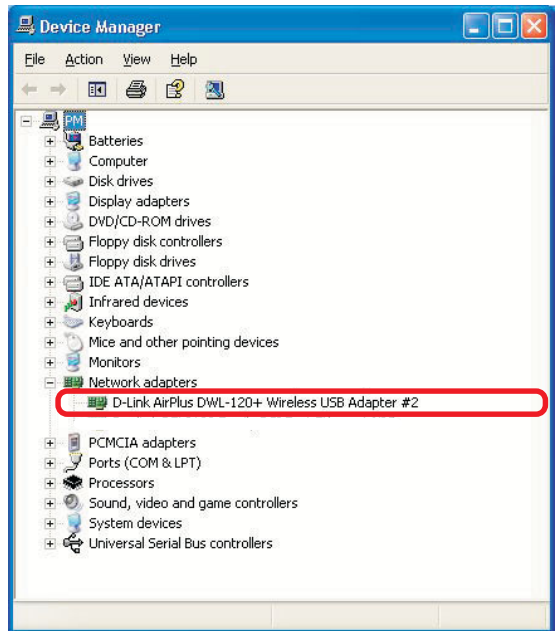 Device Manager
File Action View Help
PM
Batteries
Computer
Disk drives
Display adapters
DVD/CD-ROM drives
Floppy disk controllers
Floppy disk drives
IDE ATA/ATAPI controllers
Infrared devices
Keyboards
Mice and other pointing devices
Monitors
Network adapters
D-Link AirPlus DWL-120+ Wireless USB Adapter #2
PCMCIA adapters
Ports (COM & LPT)
Processors
Sound, video and game controllers
System devices
Universal Serial Bus controllers